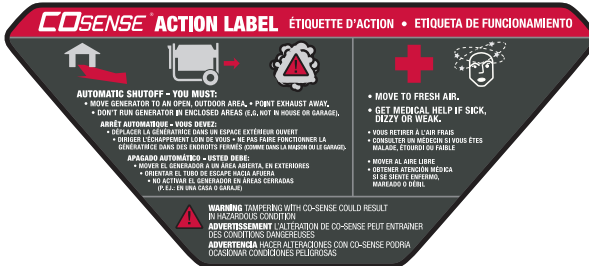 COSENSE® ACTION LABEL ÉTIQUETTE D'ACTION • ETIQUETA DE FUNCIONAMIENTO
AUTOMATIC SHUTOFF – YOU MUST:
• MOVE GENERATOR TO AN OPEN, OUTDOOR AREA. • POINT EXHAUST AWAY.
• DON'T RUN GENERATOR IN ENCLOSED AREAS (E.G. NOT IN HOUSE OR GARAGE).
ARRÊT AUTOMATIQUE – VOUS DEVEZ:
• DÉPLACER LA GÉNÉRATRICE DANS UN ESPACE EXTÉRIEUR OUVERT
• DIRIGER L'ÉCHAPPEMENT LOIN DE VOUS • NE PAS FAIRE FONCTIONNER LA
GÉNÉRATRICE DANS DES ENDROITS FERMÉS (COMME DANS LA MAISON OU LE GARAGE).
APAGADO AUTOMÁTICO – USTED DEBE:
• MOVER EL GENERADOR A UN ÁREA ABIERTA, EN EXTERIORES
• ORIENTAR EL TUBO DE ESCAPE HACIA AFUERA
• NO ACTIVAR EL GENERADOR EN ÁREAS CERRADAS
(P. EJ.: EN UNA CASA O GARAJE)
• MOVE TO FRESH AIR.
• GET MEDICAL HELP IF SICK,
DIZZY OR WEAK.
• VOUS RETIRER À L'AIR FRAIS
• CONSULTER UN MÉDECIN SI VOUS ÊTES
MALADE, ÉTOURDI OU FAIBLE
• MOVER AL AIRE LIBRE
• OBTENER ATENCIÓN MÉDICA
SI SE SIENTE ENFERMO,
MAREADO O DÉBIL
WARNING TAMPERING WITH CO-SENSE COULD RESULT
IN HAZARDOUS CONDITION
ADVERTISSEMENT L'ALTÉRATION DE CO-SENSE PEUT ENTRAÎNER
DES CONDITIONS DANGEREUSES
ADVERTENCIA HACER ALTERACIONES CON CO-SENSE PODRÍA
OCASIONAR CONDICIONES PELIGROSAS